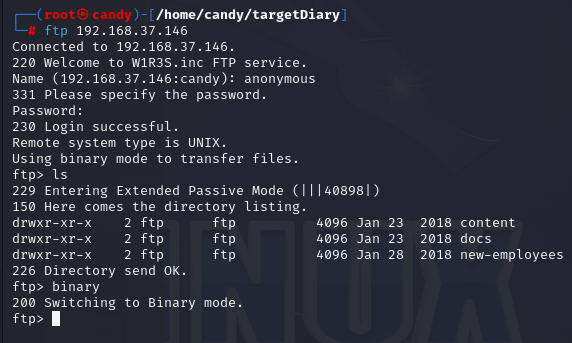 ┌──(root㉿candy)-[/home/candy/targetDiary]
└─# ftp 192.168.37.146
Connected to 192.168.37.146.
220 Welcome to W1R3S.inc FTP service.
Name (192.168.37.146:candy): anonymous
331 Please specify the password.
Password:
230 Login successful.
Remote system type is UNIX.
Using binary mode to transfer files.
ftp> ls
229 Entering Extended Passive Mode (|||40898|)
150 Here comes the directory listing.
drwxr-xr-x    2 ftp      ftp          4096 Jan 23  2018 content
drwxr-xr-x    2 ftp      ftp          4096 Jan 23  2018 docs
drwxr-xr-x    2 ftp      ftp          4096 Jan 28  2018 new-employees
226 Directory send OK.
ftp> binary
200 Switching to Binary mode.
ftp>